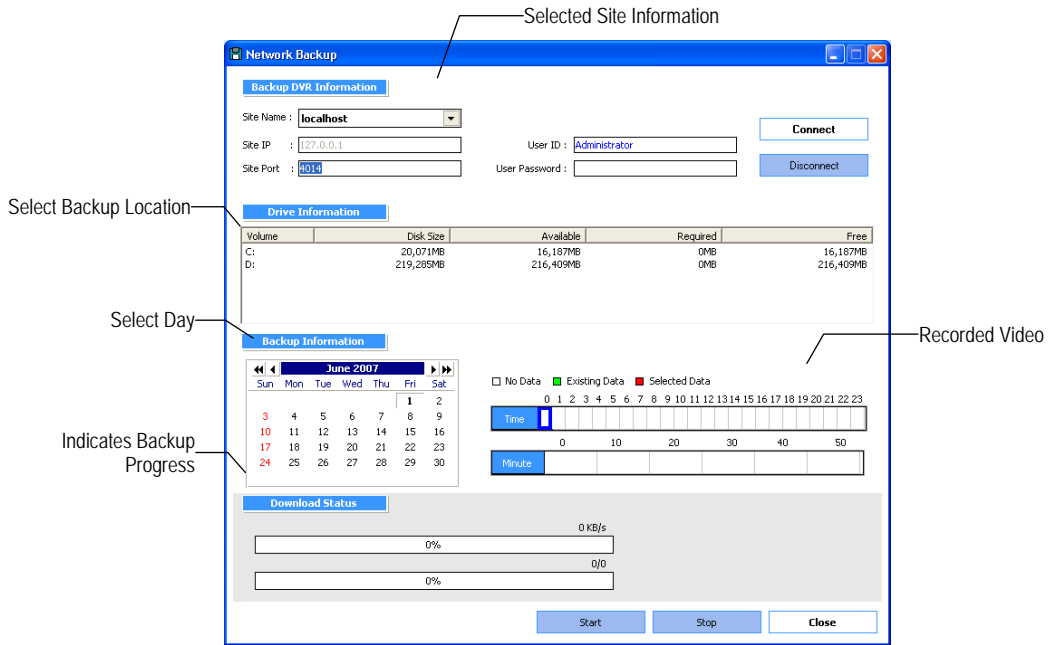 Selected Site Information
Network Backup
Backup DVR Information
Site Name : localhost
Connect
Site IP : 127.0.0.1 User ID : Administrator
Site Port : 4014 User Password : Disconnect
Select Backup Location
Drive Information
Volume Disk Size Available Required Free
C: 20,071MB 16,187MB 0MB 16,187MB
D: 219,285MB 216,409MB 0MB 216,409MB
Select Day
Recorded Video
Backup Information
June 2007
Sun Mon Tue Wed Thu Fri Sat
1 2
3 4 5 6 7 8 9
10 11 12 13 14 15 16
17 18 19 20 21 22 23
24 25 26 27 28 29 30
No Data Existing Data Selected Data
0 1 2 3 4 5 6 7 8 9 10 11 12 13 14 15 16 17 18 19 20 21 22 23
Time
0 10 20 30 40 50
Minute
Indicates Backup
Progress
Download Status
0 KB/s
0%
0/0
0%
Start Stop Close